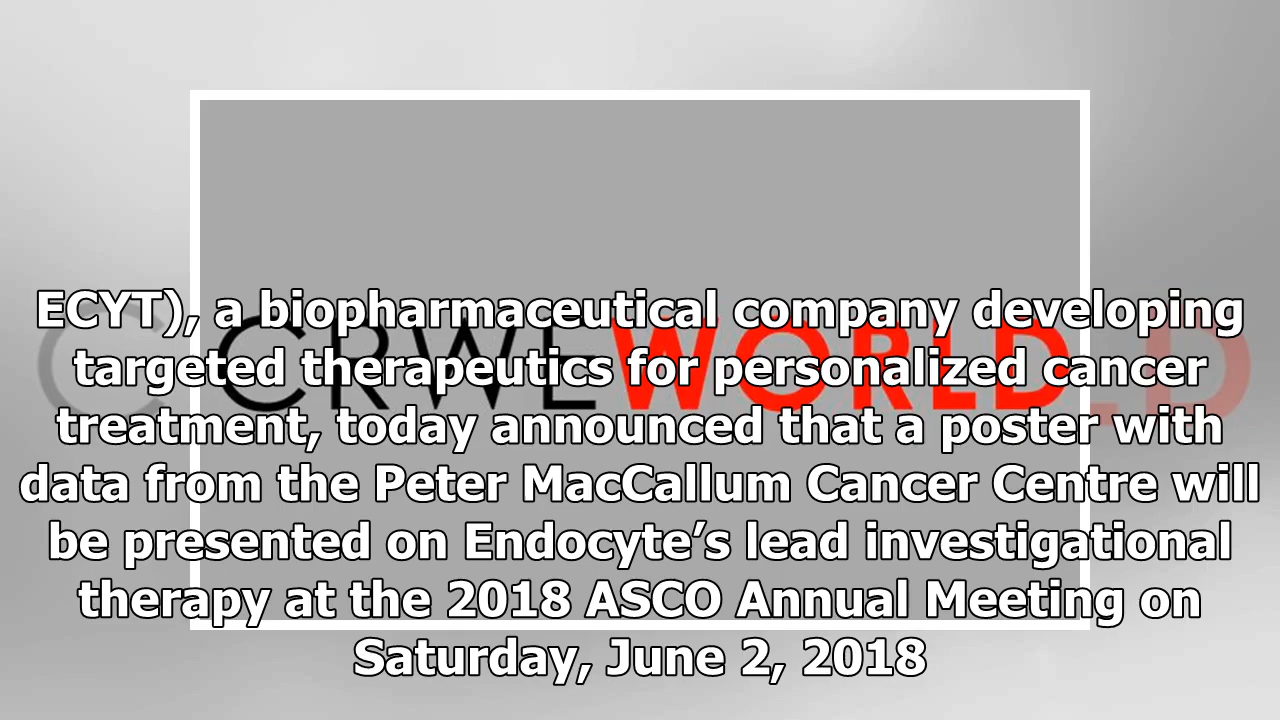 ECYT), a biopharmaceutical company developing
CRWEWORLD
targeted therapeutics for personalized cancer
treatment, today announced that a poster with
data from the Peter MacCallum Cancer Centre will
be presented on Endocyte’s lead investigational
therapy at the 2018 ASCO Annual Meeting on
Saturday, June 2, 2018